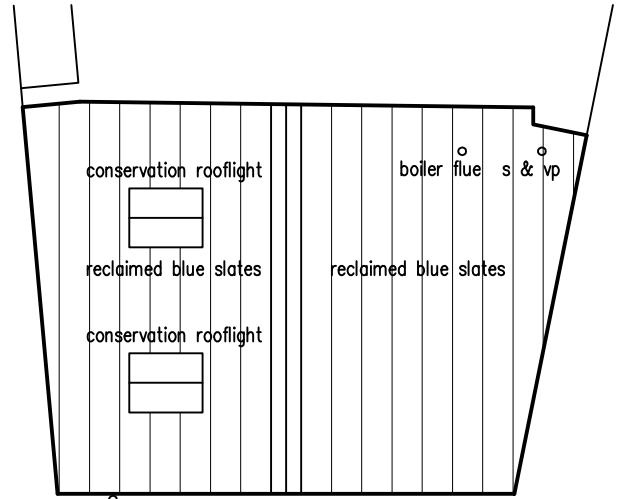 conservation rooflight
boiler flue s & vp
reclaimed blue slates
reclaimed blue slates
conservation rooflight